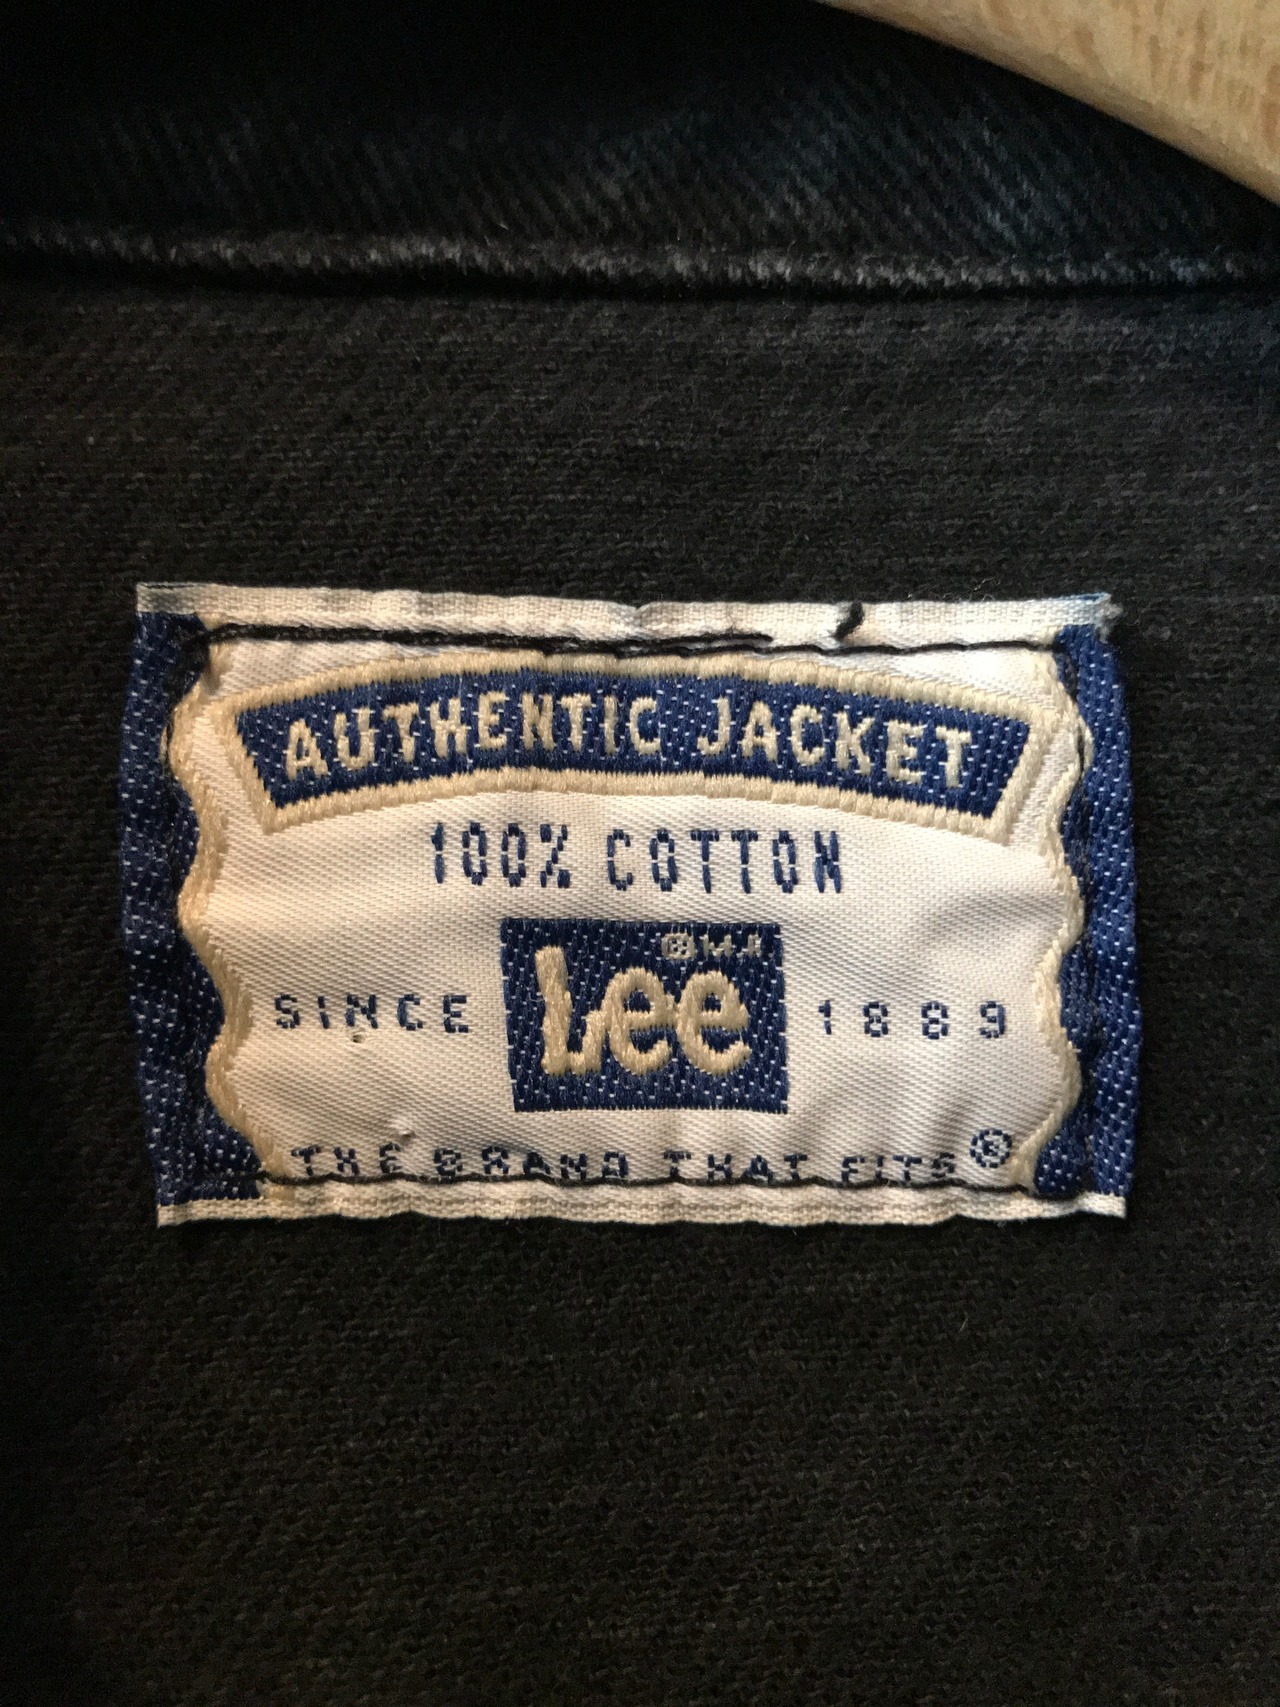 AUTHENTIC JACKET
100% COTTON
® M.R
Lee
SINCE 1889
THE BRAND THAT FITS®